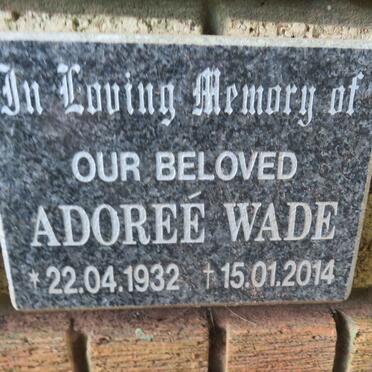 In Loving Memory of
OUR BELOVED
ADOREÉ WADE
* 22.04.1932 † 15.01.2014